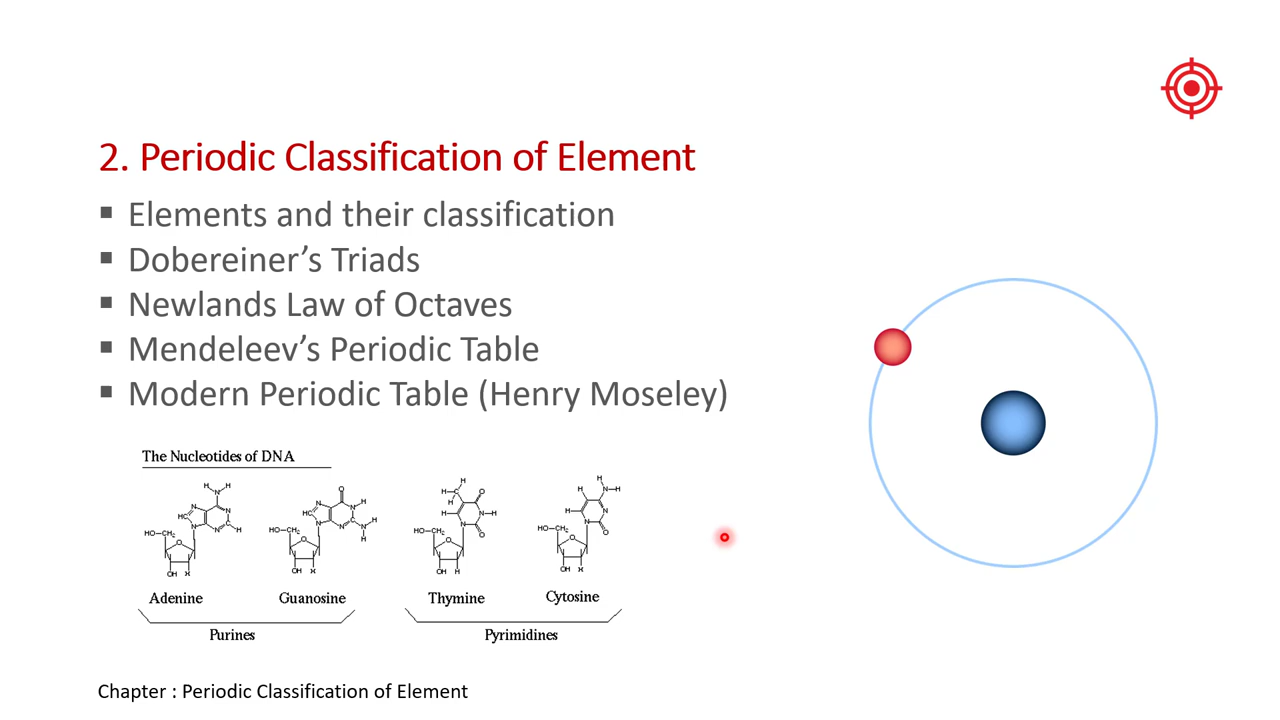 2. Periodic Classification of Element
▪ Elements and their classification
▪ Dobereiner’s Triads
▪ Newlands Law of Octaves
▪ Mendeleev’s Periodic Table
▪ Modern Periodic Table (Henry Moseley)
The Nucleotides of DNA
Adenine Guanosine Thymine Cytosine
Purines Pyrimidines
Chapter : Periodic Classification of Element